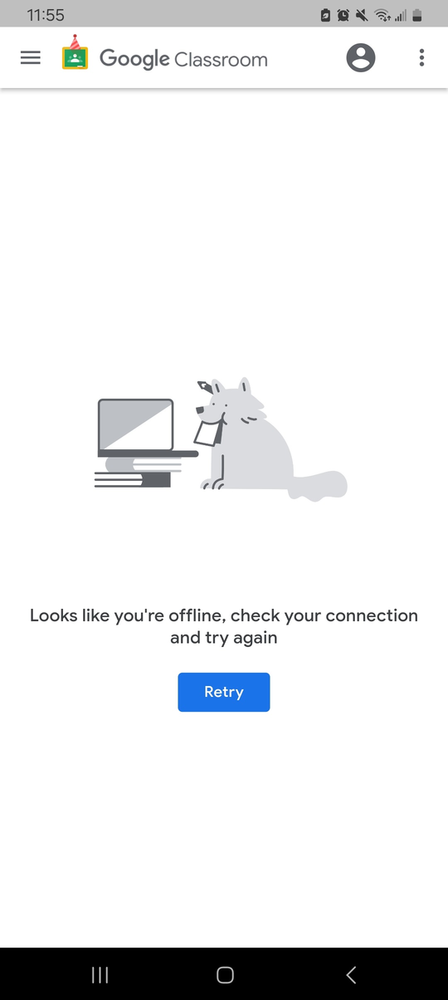 11:55
Google Classroom
Looks like you're offline, check your connection
and try again
Retry